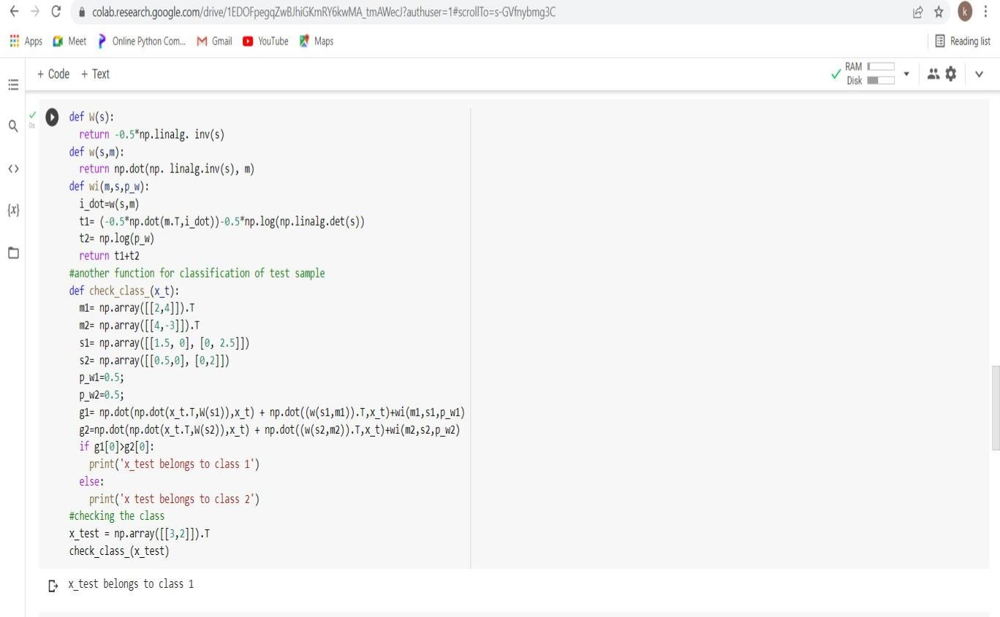 colab.research.google.com/drive/1EDOFpegqZwBJhiGKmRY6kwMA_tmAWecJ?authuser=1#scrollTo=s-GVfnybmg3C
k
Apps Meet Online Python Com... Gmail YouTube Maps Reading list
+ Code + Text
RAM
Disk
0s
def W(s):
return -0.5*np.linalg. inv(s)
def w(s,m):
return np.dot(np. linalg.inv(s), m)
def wi(m,s,p_w):
i_dot=w(s,m)
t1= (-0.5*np.dot(m.T,i_dot))-0.5*np.log(np.linalg.det(s))
t2= np.log(p_w)
return t1+t2
#another function for classification of test sample
def check_class_(x_t):
m1= np.array([[2,4]]).T
m2= np.array([[4,-3]]).T
s1= np.array([[1.5, 0], [0, 2.5]])
s2= np.array([[0.5,0], [0,2]])
p_w1=0.5;
p_w2=0.5;
g1= np.dot(np.dot(x_t.T,W(s1)),x_t) + np.dot((w(s1,m1)).T,x_t)+wi(m1,s1,p_w1)
g2=np.dot(np.dot(x_t.T,W(s2)),x_t) + np.dot((w(s2,m2)).T,x_t)+wi(m2,s2,p_w2)
if g1[0]>g2[0]:
print('x_test belongs to class 1')
else:
print('x test belongs to class 2')
#checking the class
x_test = np.array([[3,2]]).T
check_class_(x_test)
x_test belongs to class 1